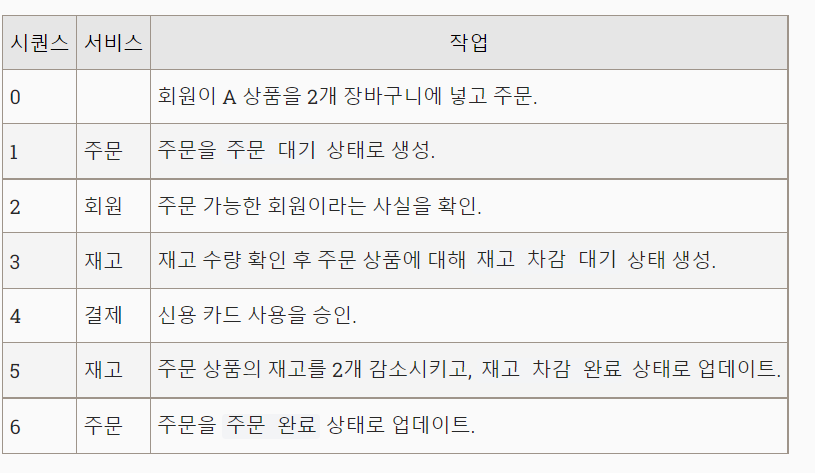 시퀀스 서비스 작업
0 회원이 A 상품을 2개 장바구니에 넣고 주문.
1 주문 주문을 주문 대기 상태로 생성.
2 회원 주문 가능한 회원이라는 사실을 확인.
3 재고 재고 수량 확인 후 주문 상품에 대해 재고 차감 대기 상태 생성.
4 결제 신용 카드 사용을 승인.
5 재고 주문 상품의 재고를 2개 감소시키고, 재고 차감 완료 상태로 업데이트.
6 주문 주문을 주문 완료 상태로 업데이트.